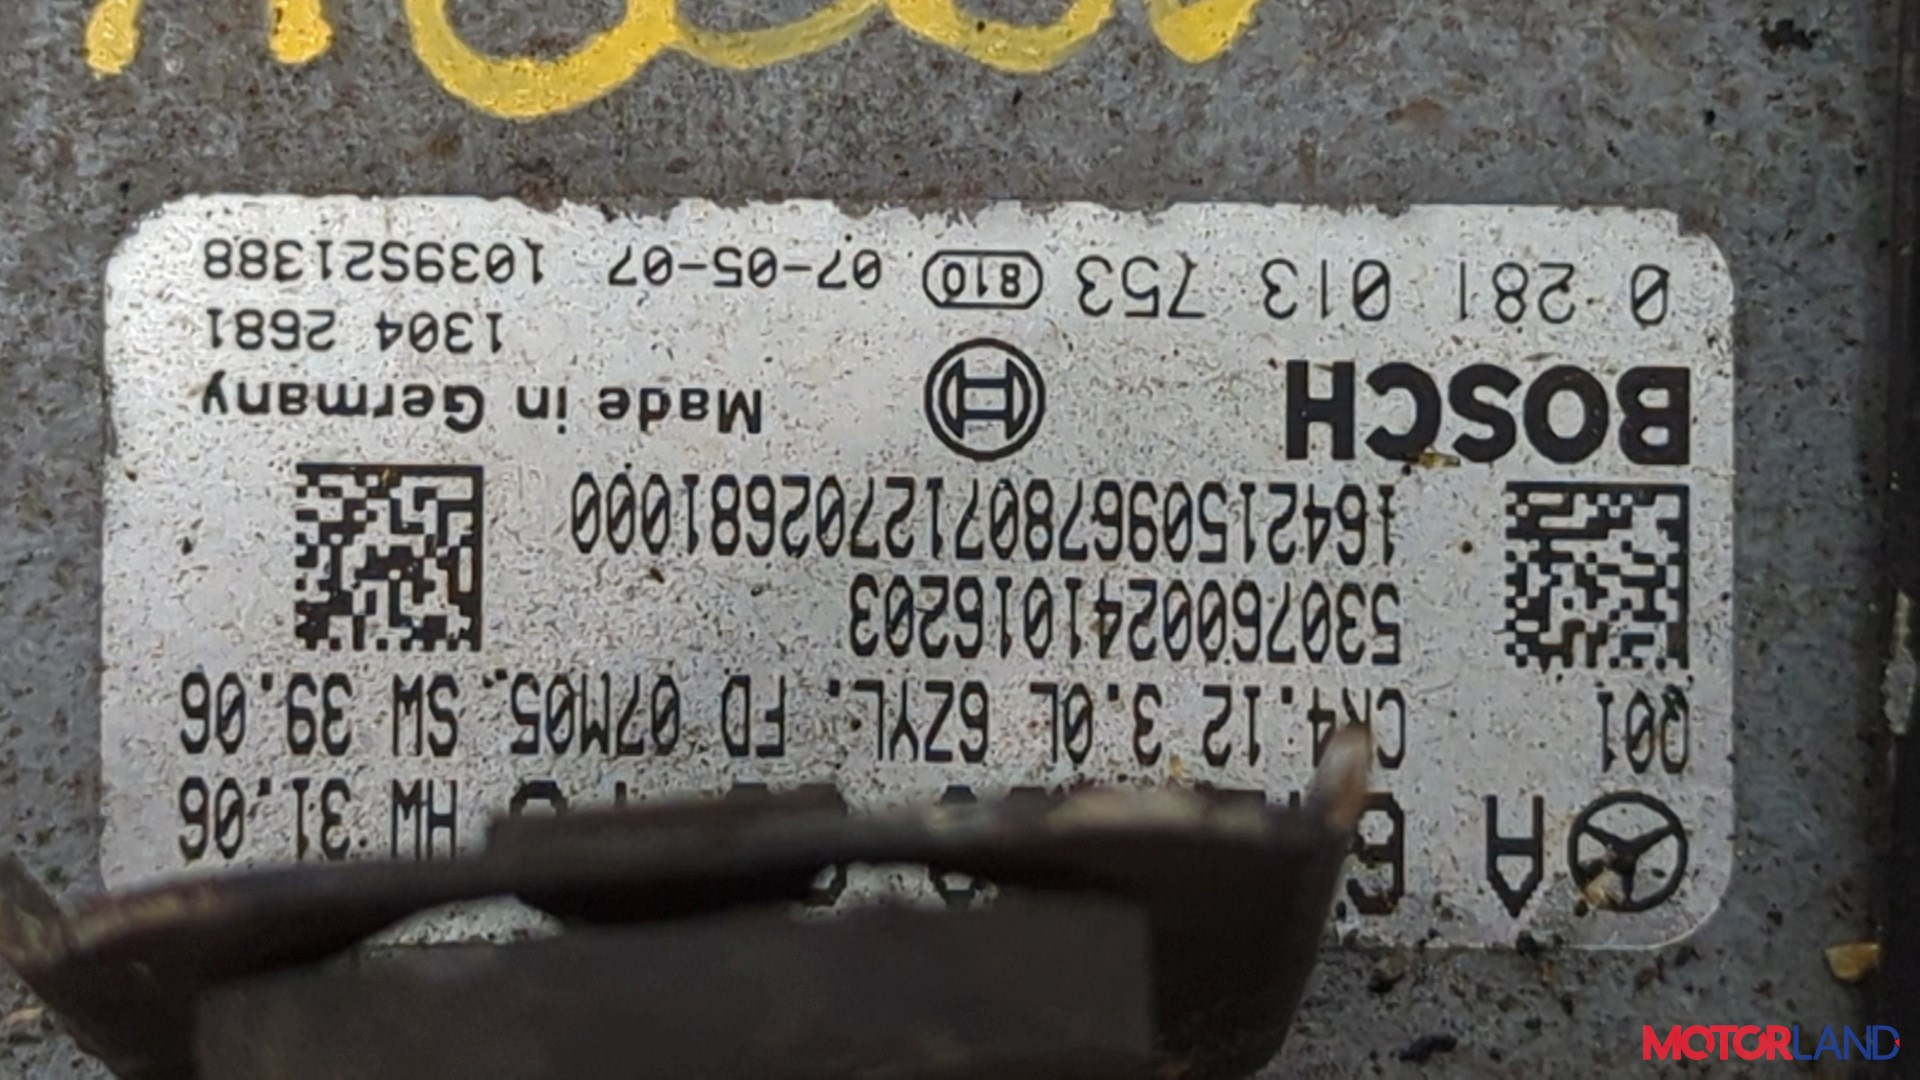 A 6
HW 31.06
Q01 CR4.12 3.0L 6ZYL. FD 07M05. SW 39.06
5307600241016203
164215096780712702681000
BOSCH Made in Germany
1304 2681
0 281 013 753 810 07-05-07 1039S21388
MOTORLAND